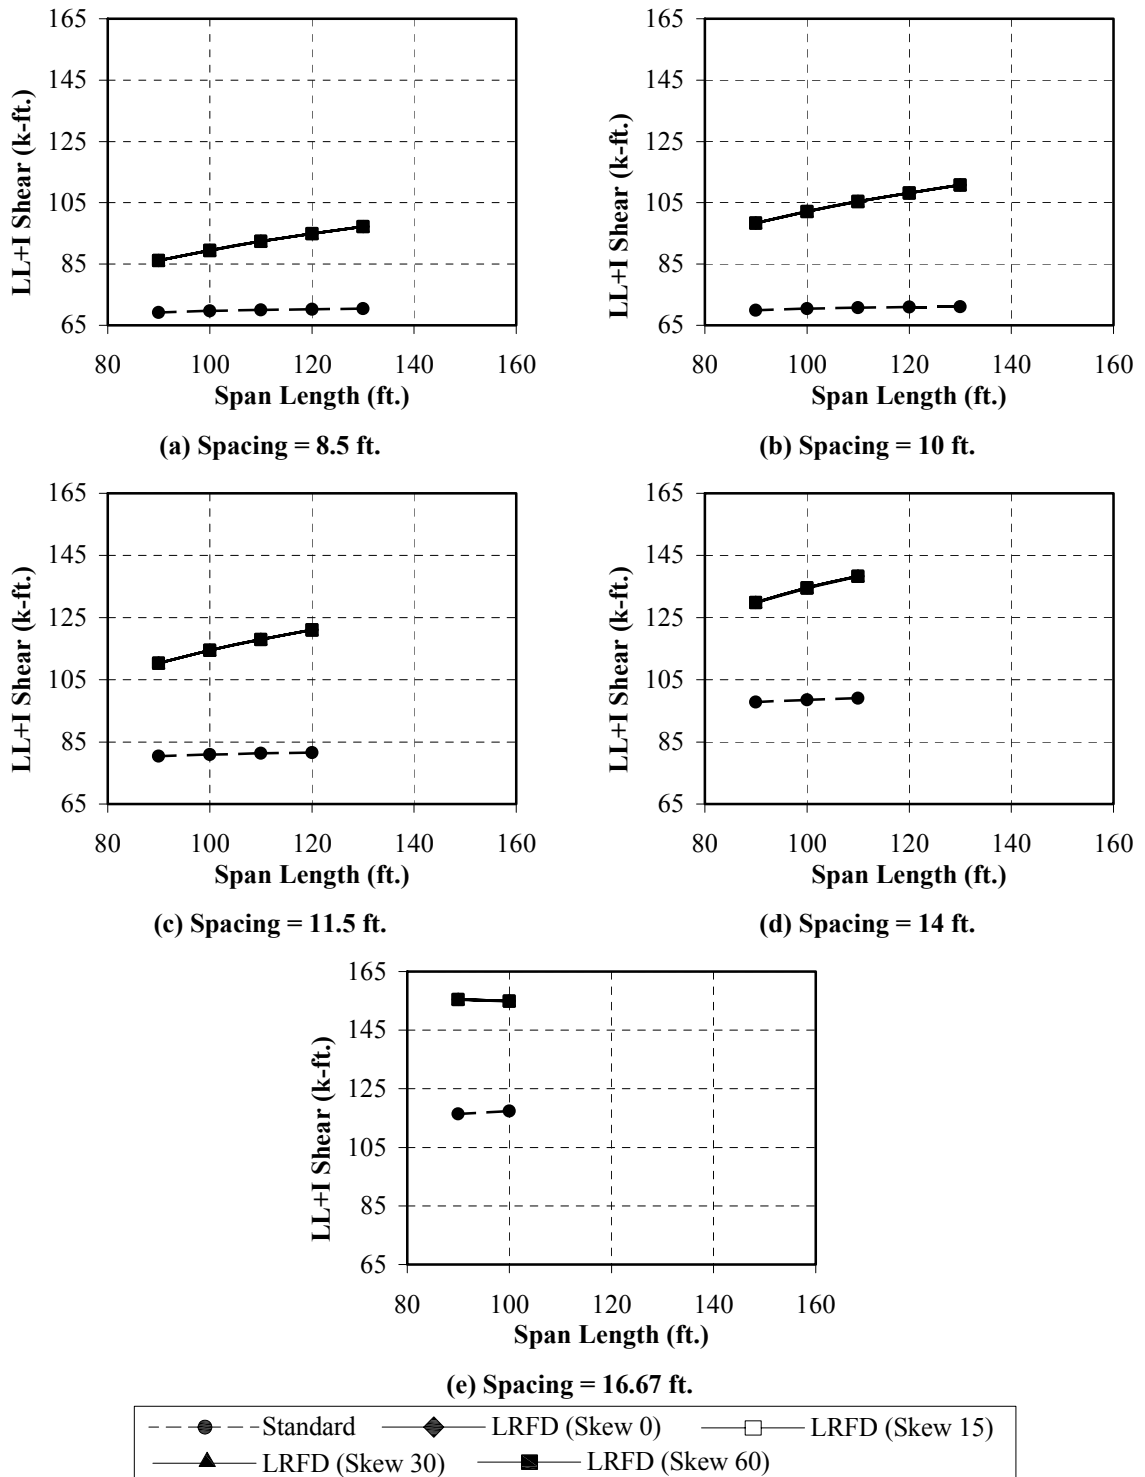 165
145
125
105
85
65
LL+I Shear (k-ft.)
80 100 120 140 160
Span Length (ft.)
(a) Spacing = 8.5 ft.
165
145
125
105
85
65
LL+I Shear (k-ft.)
80 100 120 140 160
Span Length (ft.)
(b) Spacing = 10 ft.
165
145
125
105
85
65
LL+I Shear (k-ft.)
80 100 120 140 160
Span Length (ft.)
(c) Spacing = 11.5 ft.
165
145
125
105
85
65
LL+I Shear (k-ft.)
80 100 120 140 160
Span Length (ft.)
(d) Spacing = 14 ft.
165
145
125
105
85
65
LL+I Shear (k-ft.)
80 100 120 140 160
Span Length (ft.)
(e) Spacing = 16.67 ft.
Standard LRFD (Skew 0) LRFD (Skew 15)
LRFD (Skew 30) LRFD (Skew 60)